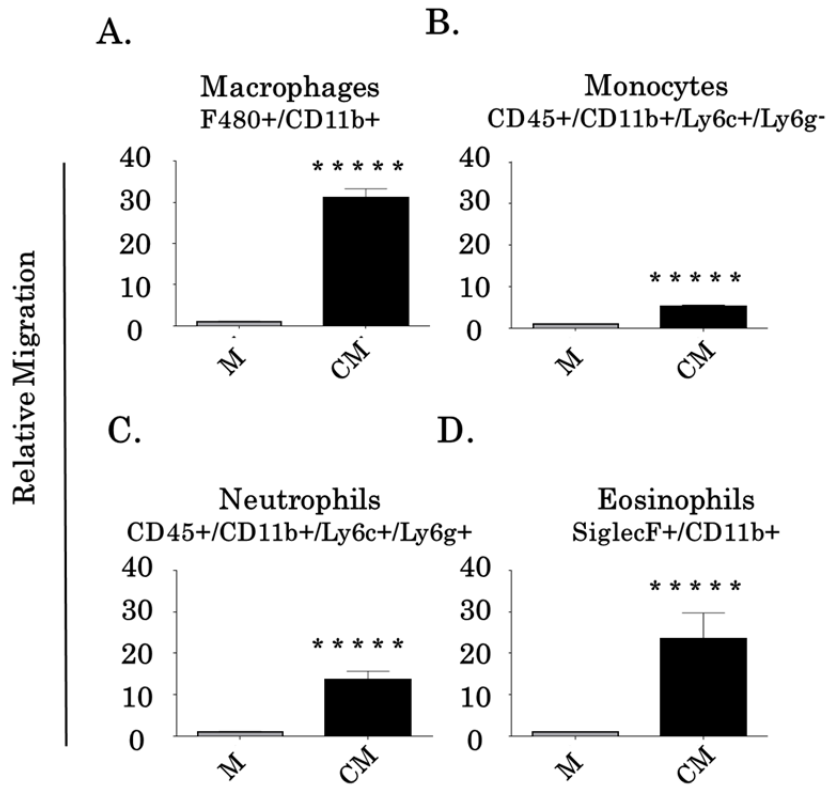 A.
Macrophages
F480+/CD11b+
40
30
20
10
0
* * * * *
M
CM
B.
Monocytes
CD45+/CD11b+/Ly6c+/Ly6g-
40
30
20
10
0
* * * * *
M
CM
Relative Migration
C.
Neutrophils
CD45+/CD11b+/Ly6c+/Ly6g+
40
30
20
10
0
* * * * *
M
CM
D.
Eosinophils
SiglecF+/CD11b+
40
30
20
10
0
* * * * *
M
CM